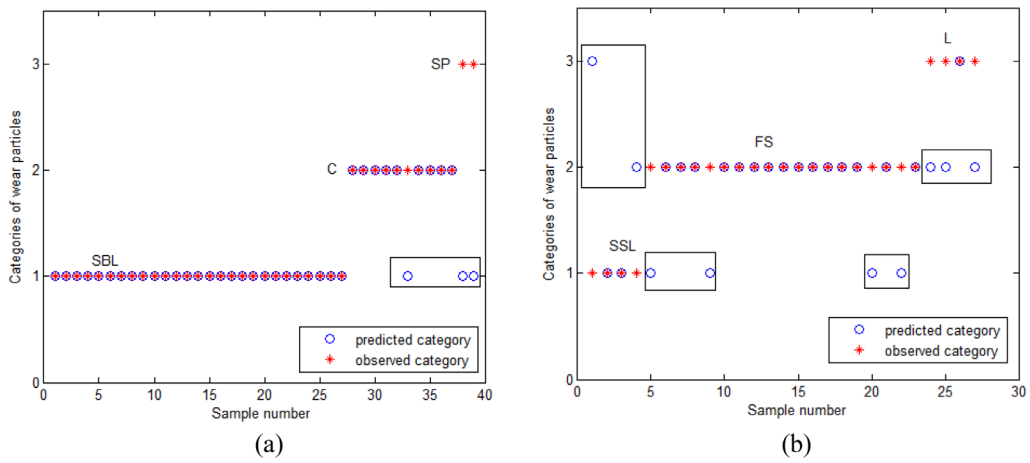 3
2
1
0
Categories of wear particles
SP
C
SBL
predicted category
observed category
0 5 10 15 20 25 30 35 40
Sample number
(a)
3
2
1
0
Categories of wear particles
L
FS
SSL
predicted category
observed category
0 5 10 15 20 25 30
Sample number
(b)